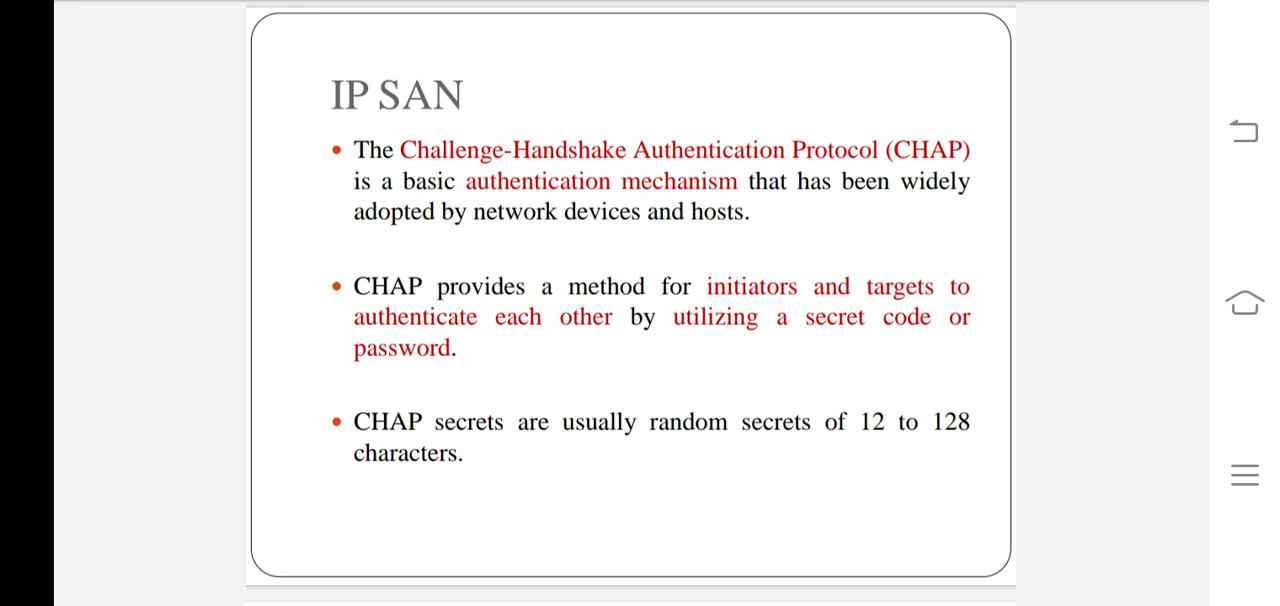 IP SAN
• The Challenge-Handshake Authentication Protocol (CHAP)
is a basic authentication mechanism that has been widely
adopted by network devices and hosts.
• CHAP provides a method for initiators and targets to
authenticate each other by utilizing a secret code or
password.
• CHAP secrets are usually random secrets of 12 to 128
characters.